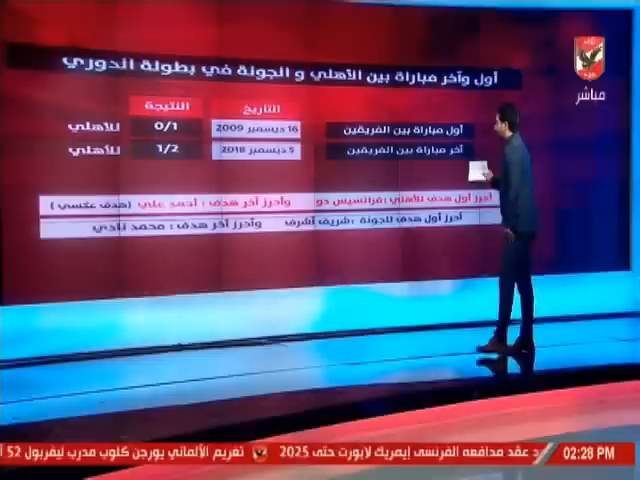 أول وآخر مباراة بين الأهلي و الجونة في بطولة الدوري
التاريخ النتيجة
أول مباراة بين الفريقين 16 ديسمبر 2009 0/1 للأهلي
آخر مباراة بين الفريقين 5 ديسمبر 2018 1/2 للأهلي
أحرز أول هدف للأهلي : فرانسيس دو وأحرز آخر هدف : أحمد علي (هدف عكسي)
أحرز أول هدف للجونة : شريف أشرف وأحرز آخر هدف : محمد نادي
مباشر
د عقد مدافعه الفرنسى إيمريك لابورت حتى 2025 تغريم الألماني يورجن كلوب مدرب ليفربول 52 أ
02:28 PM